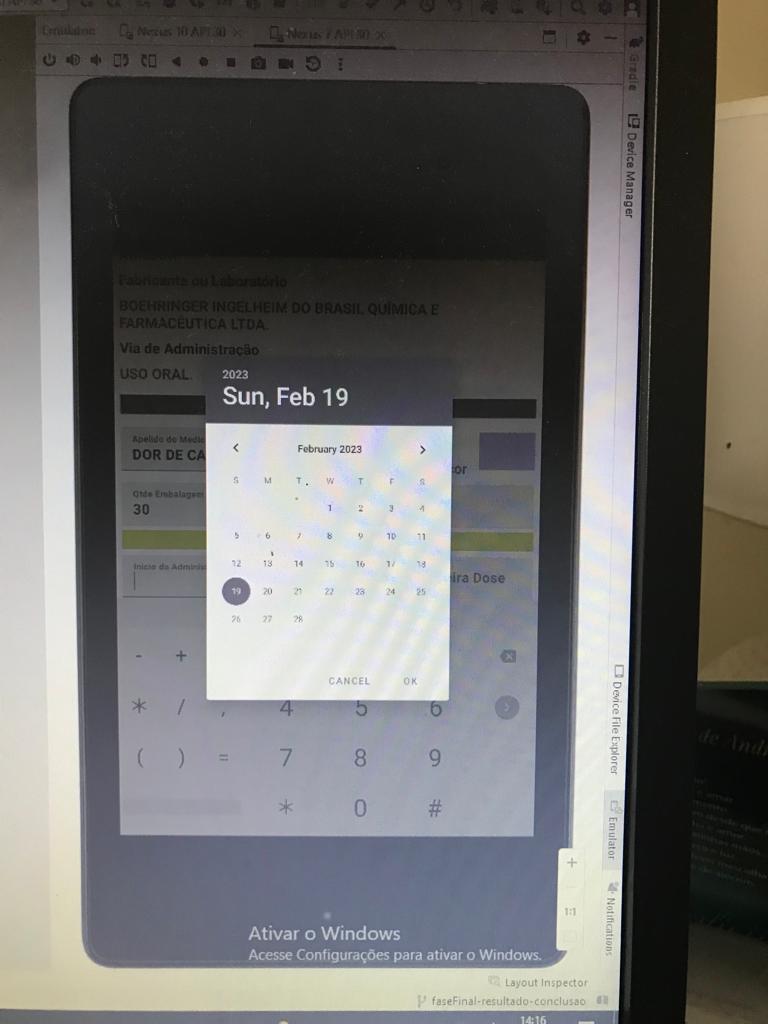 Emulator: Nexus 10 API 30 Nexus 7 API 30
Gradle
Device Manager
Fabricante ou Laboratório
BOEHRINGER INGELHEIM DO BRASIL QUÍMICA E
FARMACÊUTICA LTDA.
Via de Administração
USO ORAL.
2023
Sun, Feb 19
February 2023
S M T W T F S
1 2 3 4
5 6 7 8 9 10 11
12 13 14 15 16 17 18
19 20 21 22 23 24 25
26 27 28
CANCEL OK
Apelido do Medic
DOR DE CA
or
Qtde Embalagem
30
Início da Adminis
ira Dose
- +
* / , 4 5 6
( ) = 7 8 9
* 0 #
Device File Explorer
Emulator
Notifications
+
1:1
Ativar o Windows
Acesse Configurações para ativar o Windows.
Layout Inspector
faseFinal-resultado-conclusao
14:16
de Andr